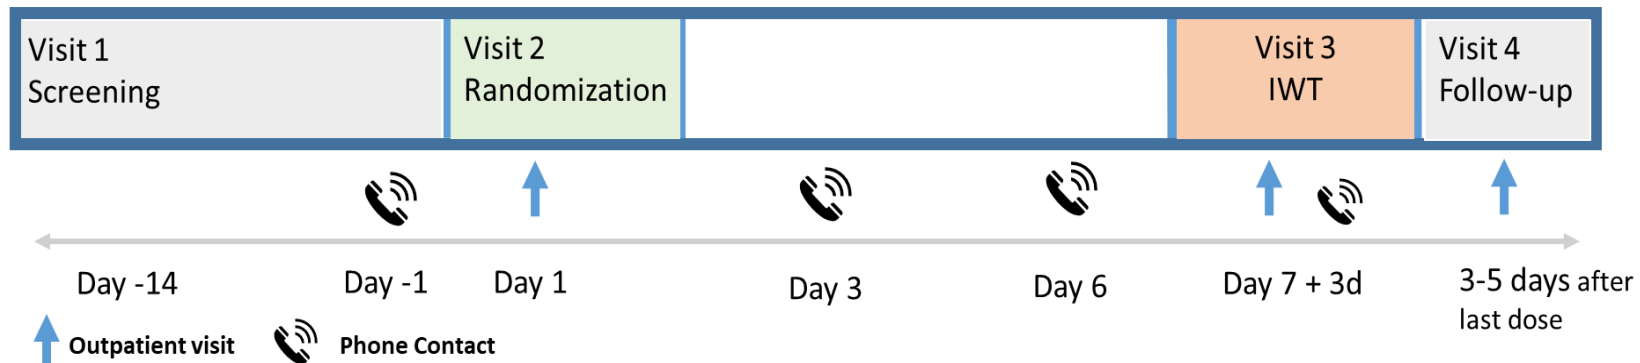 Visit 1
Screening
Visit 2
Randomization
Visit 3
IWT
Visit 4
Follow-up
Day -14
Day -1
Day 1
Day 3
Day 6
Day 7 + 3d
3-5 days after
last dose
Outpatient visit
Phone Contact